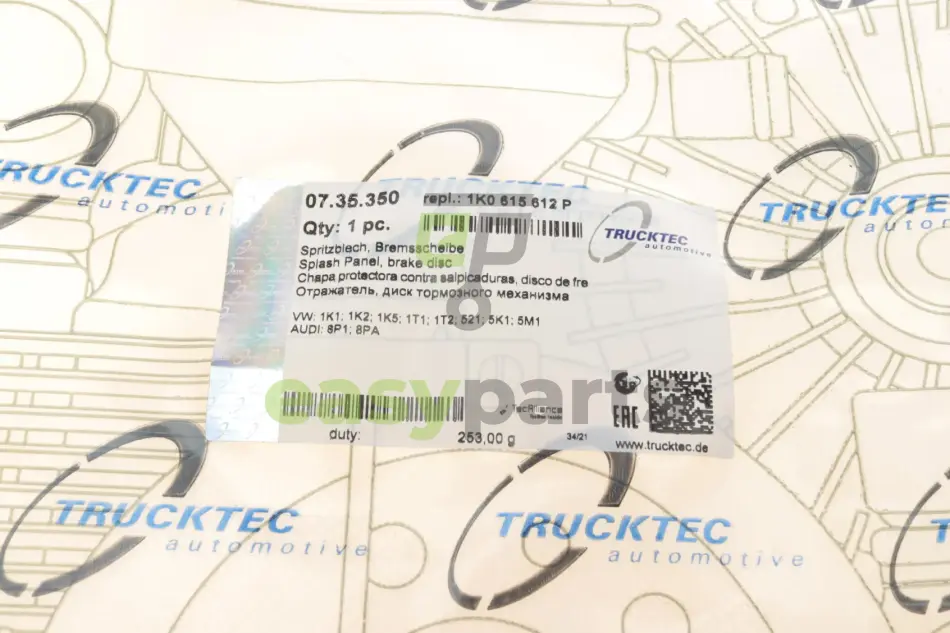 TRUCKTEC
automotive
TRUCKTEC
TRUCKTEC
automotive
07.35.350
repl.: 1K0 615 612 P
Qty: 1 pc.
TRUCKTEC
automotive
Spritzblech, Bremsscheibe
Splash Panel, brake disc
Chapa protectora contra salpicaduras, disco de fre
Отражатель, диск тормозного механизма
VW: 1K1; 1K2; 1K5; 1T1; 1T2; 521; 5K1; 5M1
AUDI: 8P1; 8PA
easyparts
TecAlliance
EAC
duty:
253,00 g
34/21
www.trucktec.de
TRUCKTEC
automotive
TRUCKTEC
automotive